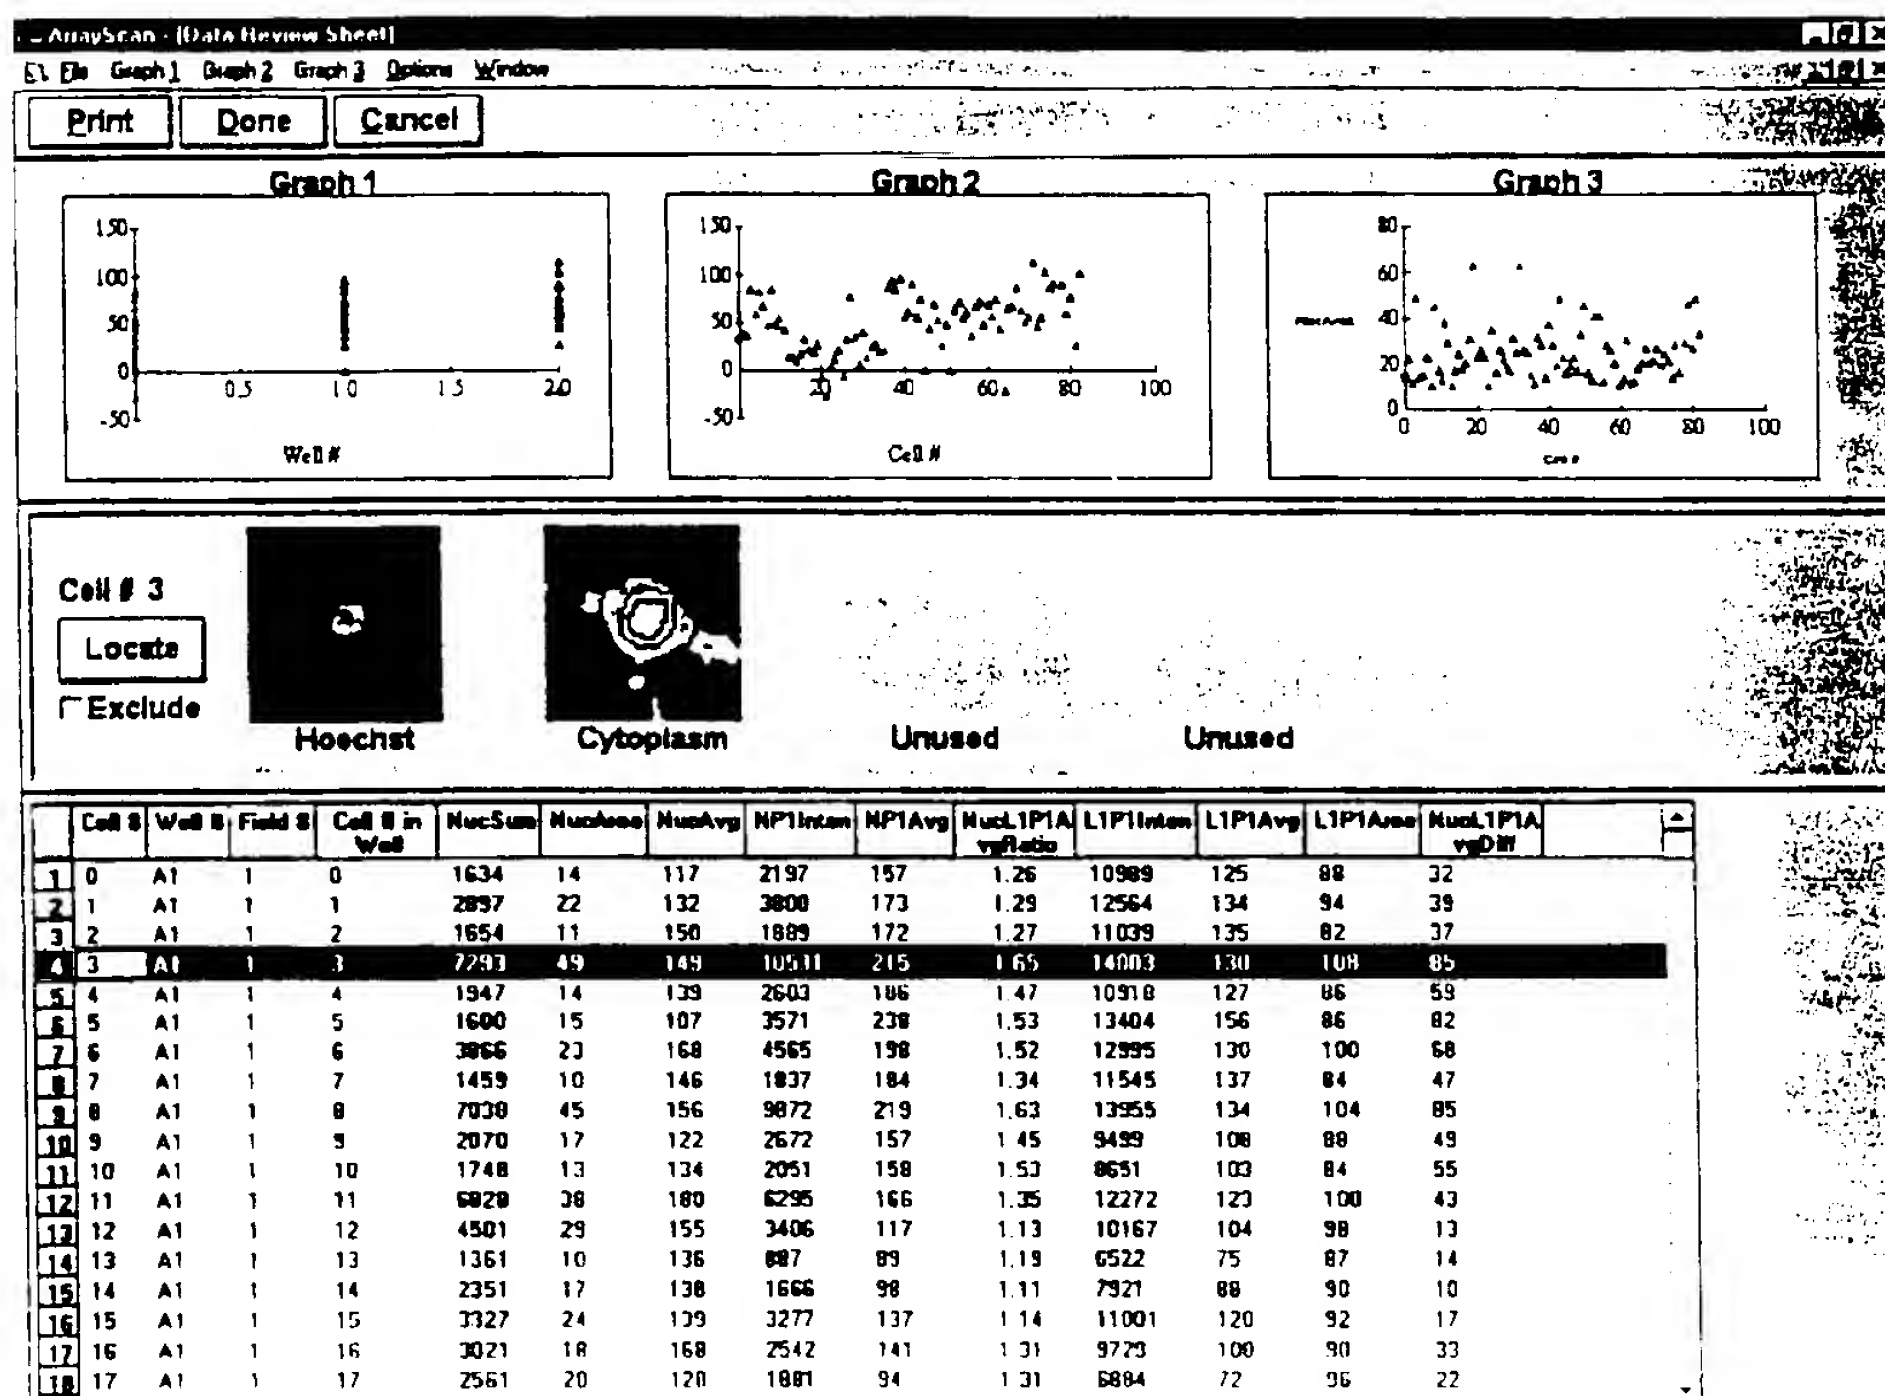 ArrayScan - [Data Review Sheet]
File Graph 1 Graph 2 Graph 3 Options Window
Print Done Cancel
Graph 1 Graph 2 Graph 3
150 150 80
100 100 60
50 50 40
0 0 20
-50 -50 0
0.5 1.0 1.5 2.0 20 40 60 80 100 0 20 40 60 80 100
Well # Cell # Cell #
Cell # 3
Locate
Exclude
Hoechst Cytoplasm Unused Unused
Cell # Well # Field # Cell # in Well NucSum NucArea NucAvg NP1Inten NP1Avg NucL1P1AvgRatio L1P1Inten L1P1Avg L1P1Area NucL1P1AvgDiff
1 0 A1 1 0 1634 14 117 2197 157 1.26 10989 125 88 32
2 1 A1 1 1 2897 22 132 3800 173 1.29 12564 134 94 39
3 2 A1 1 2 1654 11 150 1889 172 1.27 11039 135 82 37
4 3 A1 1 3 7293 49 149 10531 215 1.65 14003 130 108 85
5 4 A1 1 4 1947 14 139 2603 186 1.47 10918 127 86 59
6 5 A1 1 5 1600 15 107 3571 238 1.53 13404 156 86 82
7 6 A1 1 6 3866 23 168 4565 198 1.52 12995 130 100 68
8 7 A1 1 7 1459 10 146 1837 184 1.34 11545 137 84 47
9 8 A1 1 8 7038 45 156 9872 219 1.63 13955 134 104 85
10 9 A1 1 9 2070 17 122 2672 157 1.45 9499 108 88 49
11 10 A1 1 10 1748 13 134 2051 158 1.53 8651 103 84 55
12 11 A1 1 11 6828 38 180 6295 166 1.35 12272 123 100 43
13 12 A1 1 12 4501 29 155 3406 117 1.13 10167 104 98 13
14 13 A1 1 13 1361 10 136 887 89 1.19 6522 75 87 14
15 14 A1 1 14 2351 17 138 1666 98 1.11 7921 88 90 10
16 15 A1 1 15 3327 24 139 3277 137 1.14 11001 120 92 17
17 16 A1 1 16 3021 18 168 2542 141 1.31 9729 100 90 33
18 17 A1 1 17 2561 20 128 1881 94 1.31 6884 72 96 22